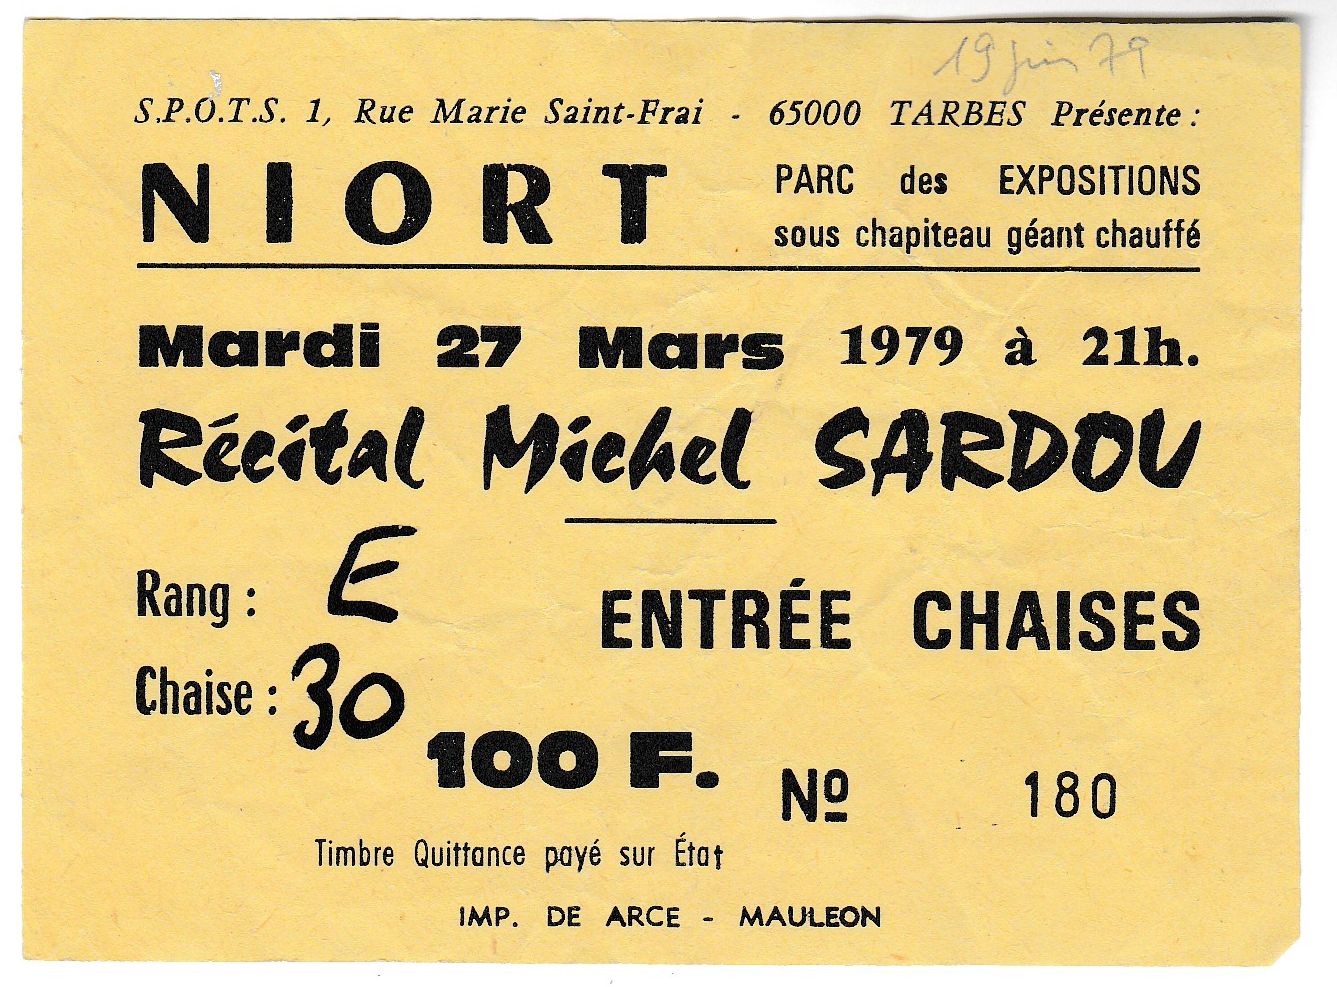 19 juin 79
S.P.O.T.S. 1, Rue Marie Saint-Frai - 65000 TARBES Présente :
NIORT
PARC des EXPOSITIONS
sous chapiteau géant chauffé
Mardi 27 Mars 1979 à 21h.
Récital Michel SARDOU
Rang : E
ENTRÉE CHAISES
Chaise : 30
100 F.
Nº 180
Timbre Quittance payé sur État
IMP. DE ARCE - MAULEON